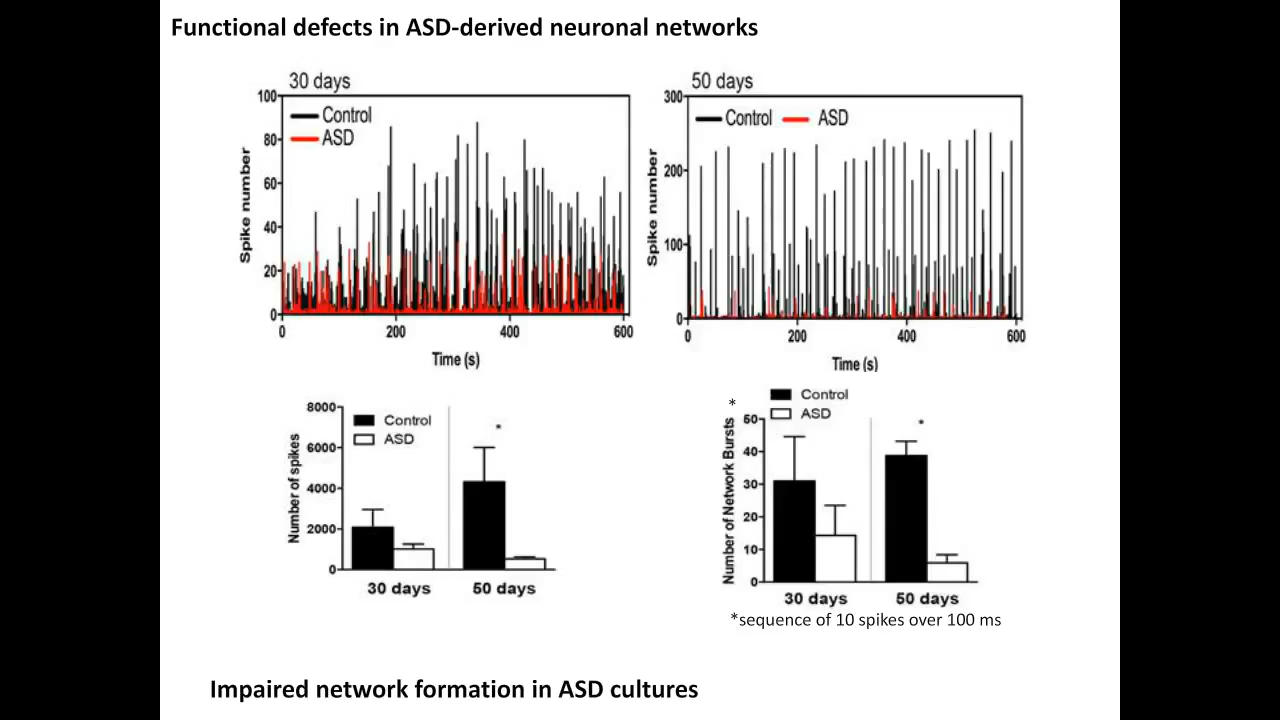 Functional defects in ASD-derived neuronal networks
30 days
100
80
60
40
20
0
Spike number
Control
ASD
0 200 400 600
Time (s)
50 days
300
200
100
0
Spike number
Control ASD
0 200 400 600
Time (s)
8000
6000
4000
2000
0
Number of spikes
Control
ASD
*
30 days 50 days
*
50
40
30
20
10
0
Number of Network Bursts
Control
ASD
*
30 days 50 days
*sequence of 10 spikes over 100 ms
Impaired network formation in ASD cultures